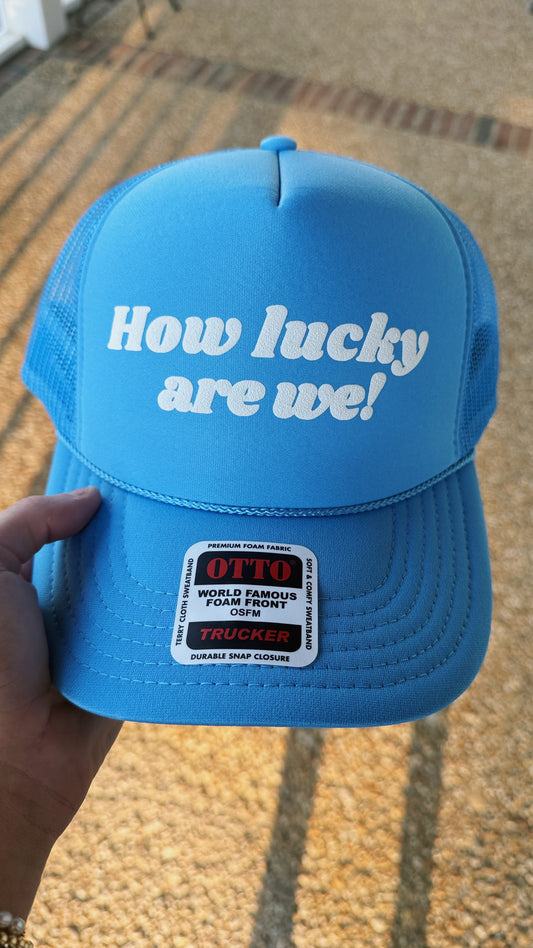 How lucky
are we!
PREMIUM FOAM FABRIC
OTTO®
WORLD FAMOUS
FOAM FRONT
OSFM
TRUCKER
DURABLE SNAP CLOSURE
TERRY CLOTH SWEATBAND
SOFT & COMFY SWEATBAND